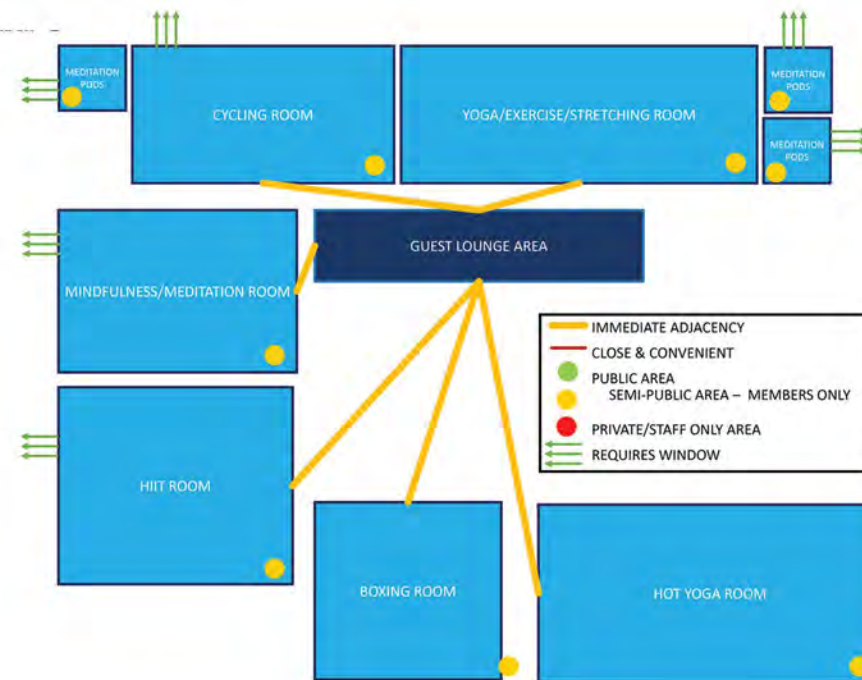 MEDITATION
PODS
CYCLING ROOM
YOGA/EXERCISE/STRETCHING ROOM
MEDITATION
PODS
MEDITATION
PODS
GUEST LOUNGE AREA
MINDFULNESS/MEDITATION ROOM
IMMEDIATE ADJACENCY
CLOSE & CONVENIENT
PUBLIC AREA
SEMI-PUBLIC AREA – MEMBERS ONLY
PRIVATE/STAFF ONLY AREA
REQUIRES WINDOW
HIIT ROOM
BOXING ROOM
HOT YOGA ROOM